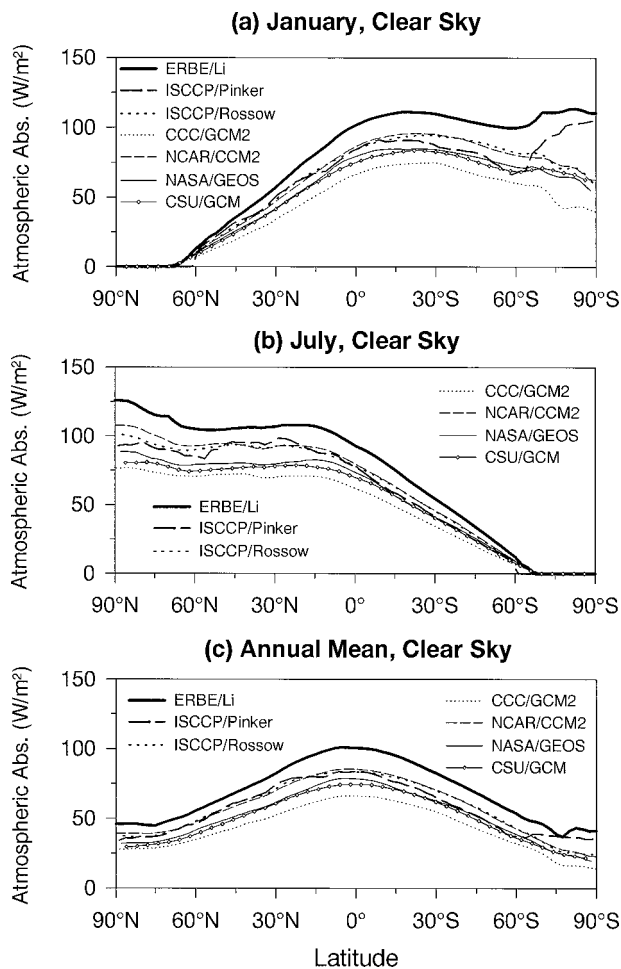 (a) January, Clear Sky
Atmospheric Abs. (W/m²)
150
100
50
0
ERBE/Li
ISCCP/Pinker
ISCCP/Rossow
CCC/GCM2
NCAR/CCM2
NASA/GEOS
CSU/GCM
90°N 60°N 30°N 0° 30°S 60°S 90°S
(b) July, Clear Sky
Atmospheric Abs. (W/m²)
150
100
50
0
CCC/GCM2
NCAR/CCM2
NASA/GEOS
CSU/GCM
ERBE/Li
ISCCP/Pinker
ISCCP/Rossow
90°N 60°N 30°N 0° 30°S 60°S 90°S
(c) Annual Mean, Clear Sky
Atmospheric Abs. (W/m²)
150
100
50
0
ERBE/Li
ISCCP/Pinker
ISCCP/Rossow
CCC/GCM2
NCAR/CCM2
NASA/GEOS
CSU/GCM
90°N 60°N 30°N 0° 30°S 60°S 90°S
Latitude